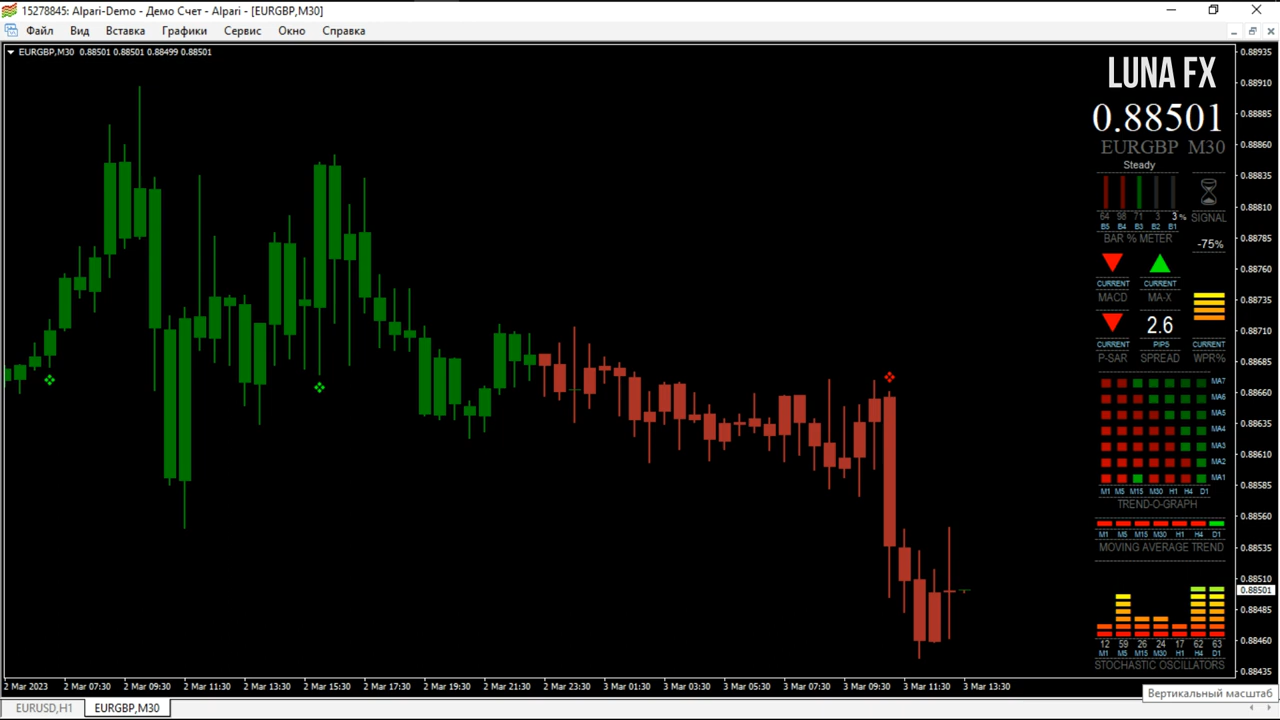 15278845: Alpari-Demo - Демо Счет - Alpari - [EURGBP,M30]
Файл Вид Вставка Графики Сервис Окно Справка
EURGBP,M30 0.88501 0.88501 0.88499 0.88501
LUNA FX
0.88501
EURGBP M30
Steady
64 98 71 3 3 %
B5 B4 B3 B2 B1
SIGNAL
BAR % METER
-75%
CURRENT CURRENT
MACD MA-X
2.6
CURRENT PIP5 CURRENT
P-SAR SPREAD WPR%
MA7
MA6
MA5
MA4
MA3
MA2
MA1
M1 M5 M15 M30 H1 H4 D1
TREND-O-GRAPH
M1 M5 M15 M30 H1 H4 D1
MOVING AVERAGE TREND
12 59 26 24 17 62 63
M1 M5 M15 M30 H1 H4 D1
STOCHASTIC OSCILLATORS
0.88935
0.88910
0.88885
0.88860
0.88835
0.88810
0.88785
0.88760
0.88735
0.88710
0.88685
0.88660
0.88635
0.88610
0.88585
0.88560
0.88535
0.88510
0.88501
0.88485
0.88460
0.88435
2 Mar 2023 2 Mar 07:30 2 Mar 09:30 2 Mar 11:30 2 Mar 13:30 2 Mar 15:30 2 Mar 17:30 2 Mar 19:30 2 Mar 21:30 2 Mar 23:30 3 Mar 01:30 3 Mar 03:30 3 Mar 05:30 3 Mar 07:30 3 Mar 09:30 3 Mar 11:30 3 Mar 13:30
Вертикальный масштаб
EURUSD,H1 EURGBP,M30